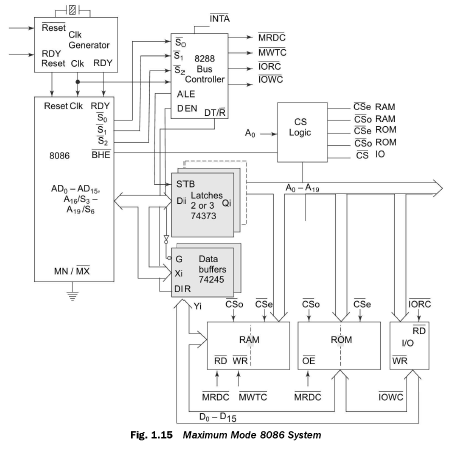 INTA
Reset
Clk
Generator
RDY
Reset Clk RDY
S0
S1
S2
8288
Bus
Controller
ALE
DEN
DT/R
MRDC
MWTC
IORC
IOWC
Reset Clk RDY
S0
S1
S2
8086
BHE
AD0 – AD15,
A16/S3 –
A19/S6
MN / MX
A0
CS
Logic
CSe RAM
CSo RAM
CSe ROM
CSo ROM
CS IO
A0 – A19
STB
Di
Latches
2 or 3
74373
Qi
G
Xi
DIR
Data
buffers
74245
Yi
CSo CSe CSo CSe IORC
RAM
RD WR
ROM
OE
RD
I/O
WR
MRDC MWTC MRDC IOWC
D0 – D15
Fig. 1.15 Maximum Mode 8086 System